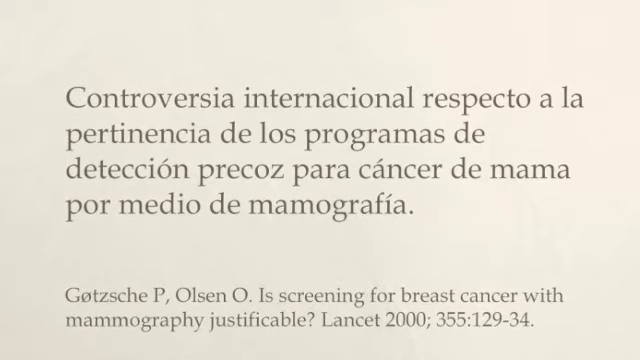 Controversia internacional respecto a la
pertinencia de los programas de
detección precoz para cáncer de mama
por medio de mamografía.
Gøtzsche P, Olsen O. Is screening for breast cancer with
mammography justificable? Lancet 2000; 355:129-34.